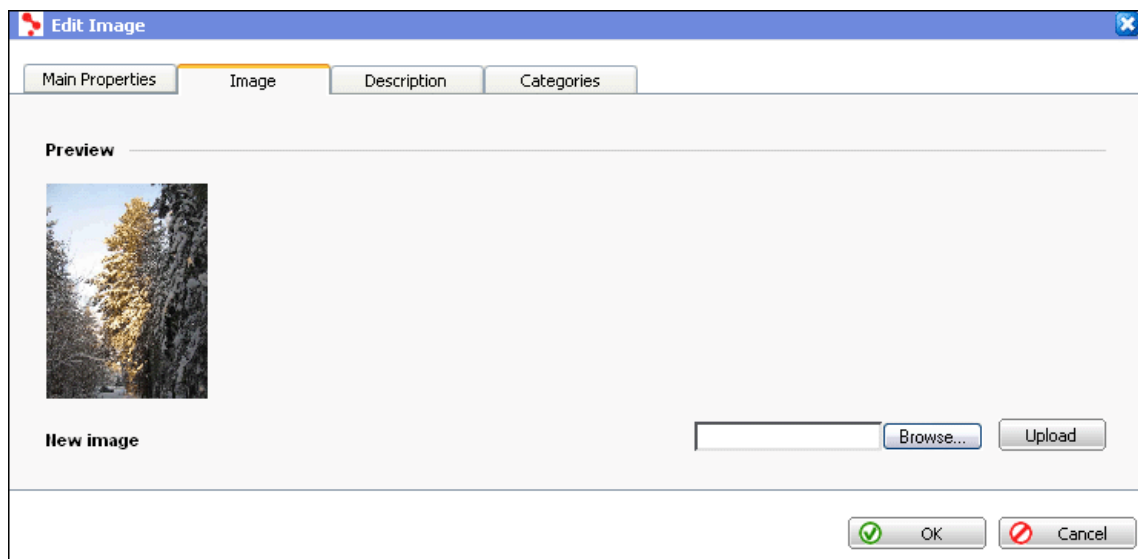 Edit Image
Main Properties Image Description Categories
Preview
New image Browse... Upload
OK Cancel